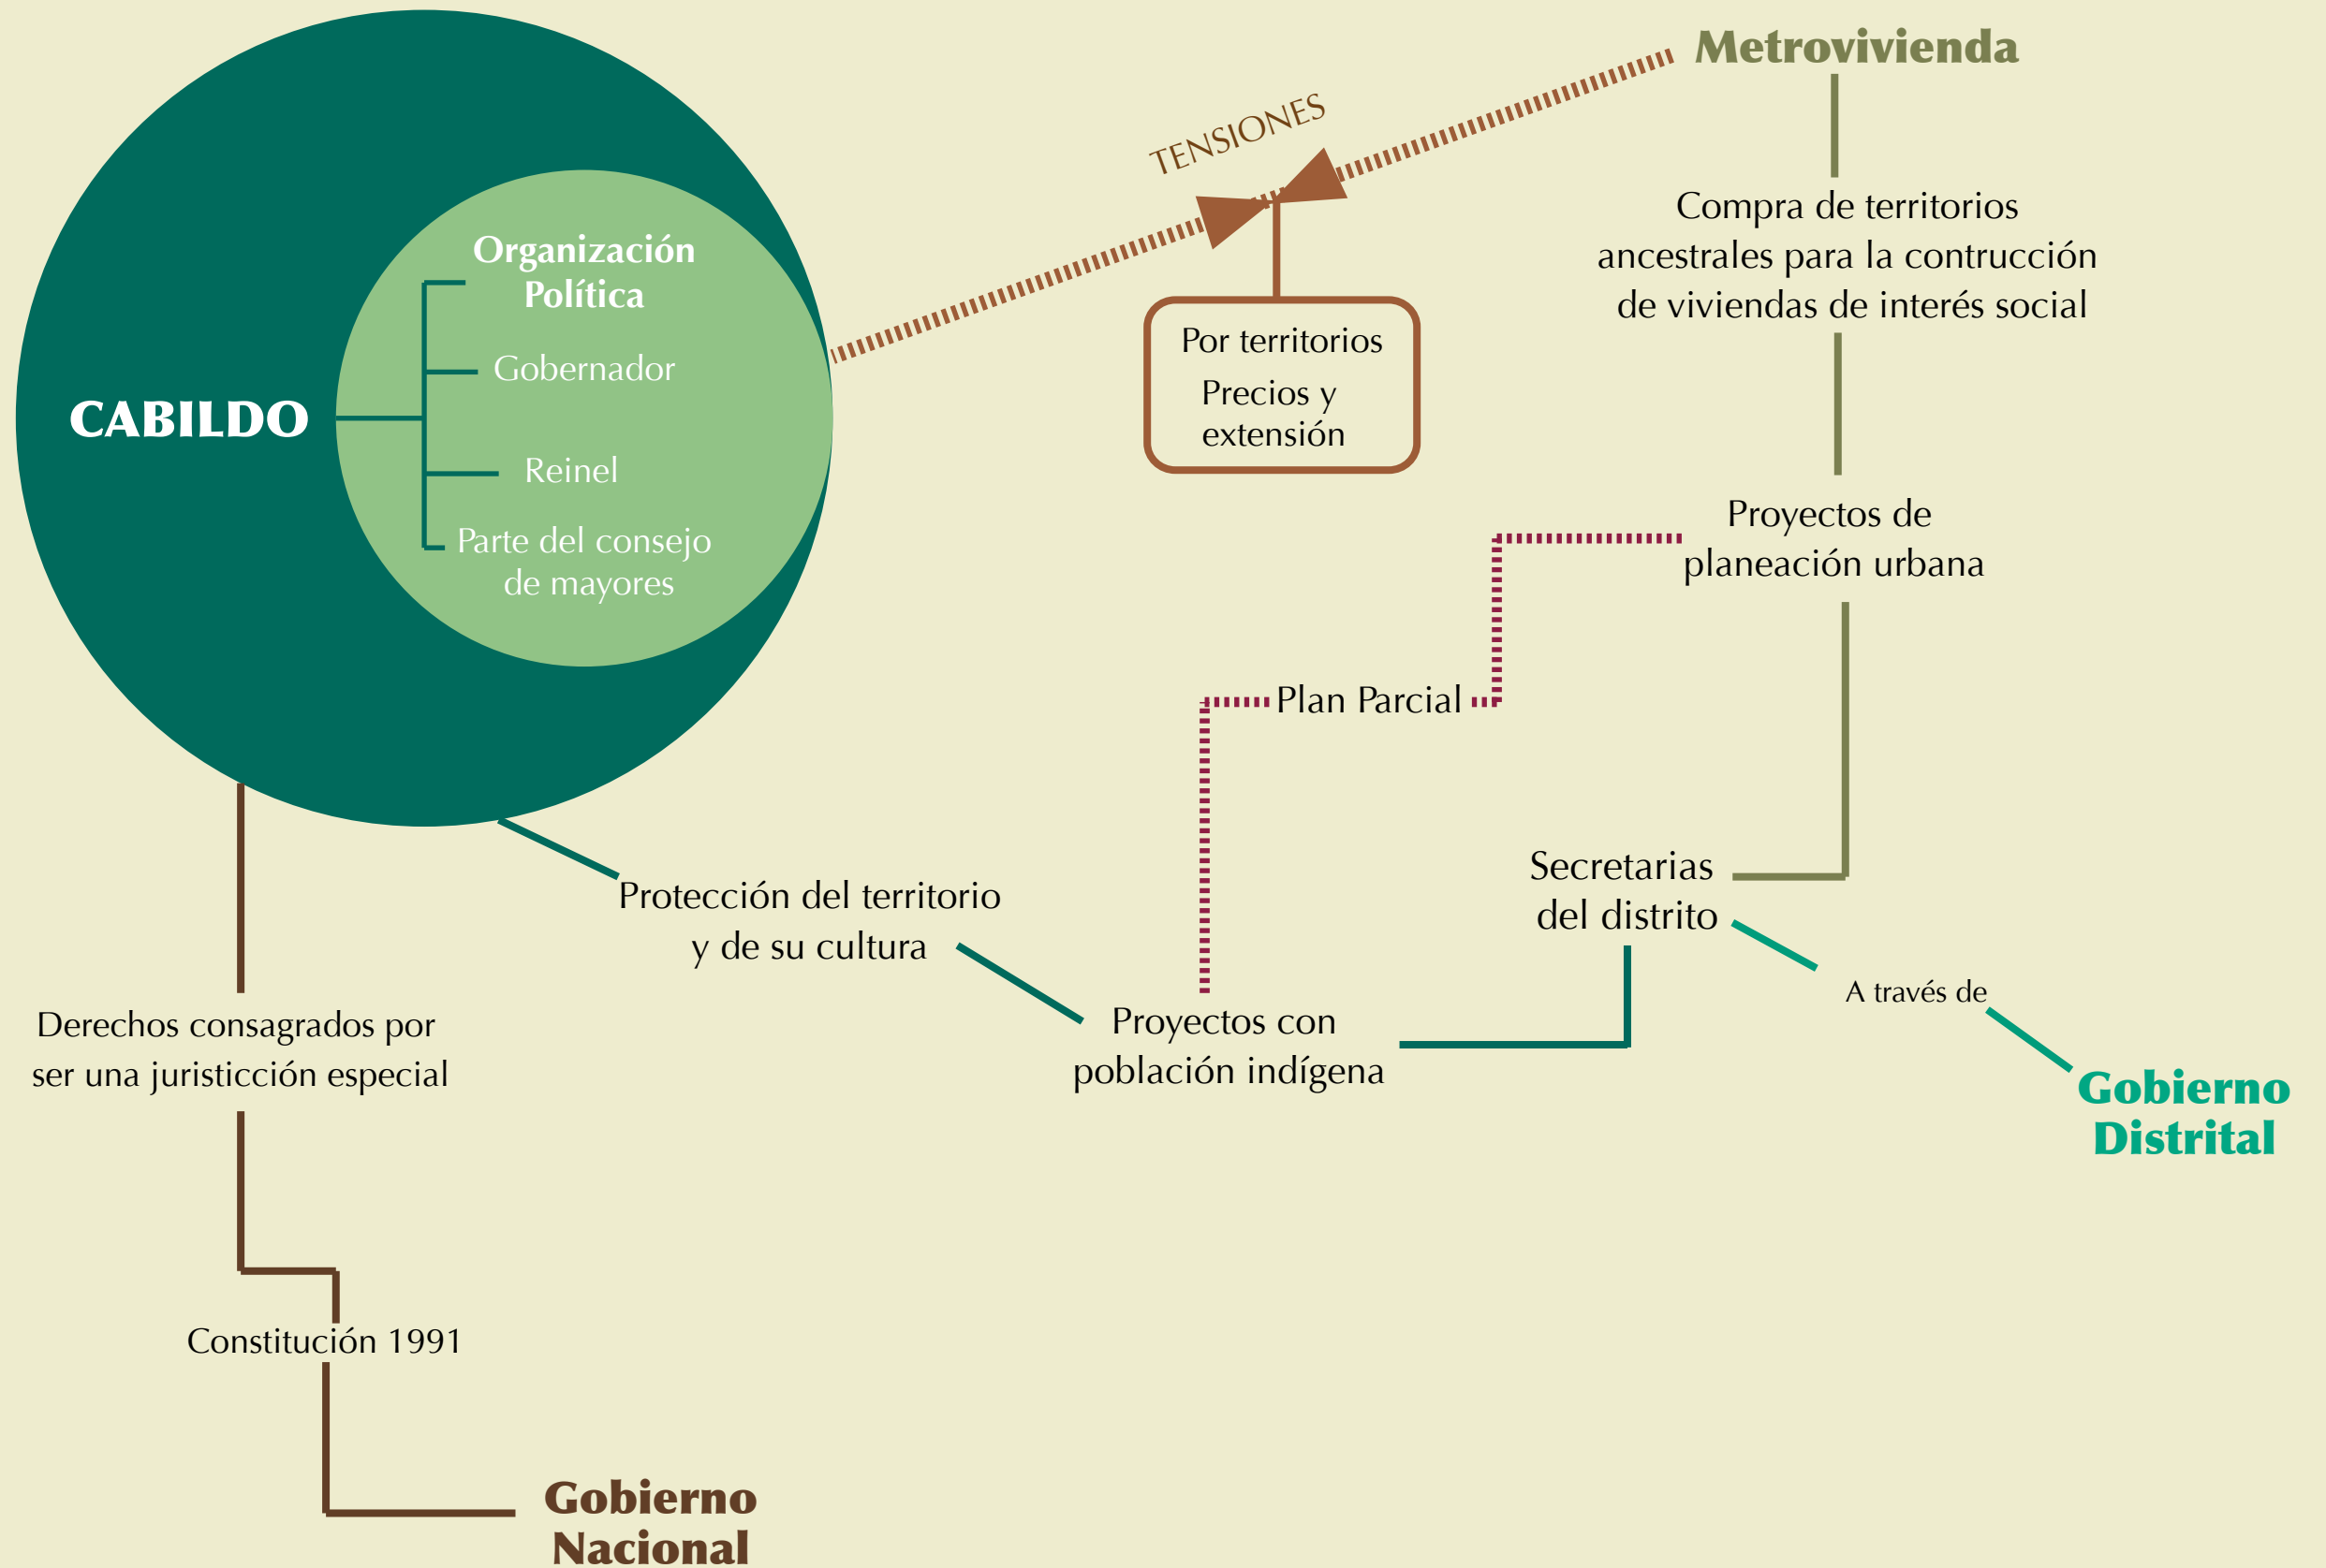 Metrovivienda
TENSIONES
Compra de territorios
ancestrales para la contrucción
de viviendas de interés social
Organización
Política
Gobernador
CABILDO
Reinel
Parte del consejo
de mayores
Por territorios
Precios y
extensión
Proyectos de
planeación urbana
Plan Parcial
Secretarias
del distrito
Protección del territorio
y de su cultura
A través de
Proyectos con
población indígena
Derechos consagrados por
ser una juristicción especial
Gobierno
Distrital
Constitución 1991
Gobierno
Nacional